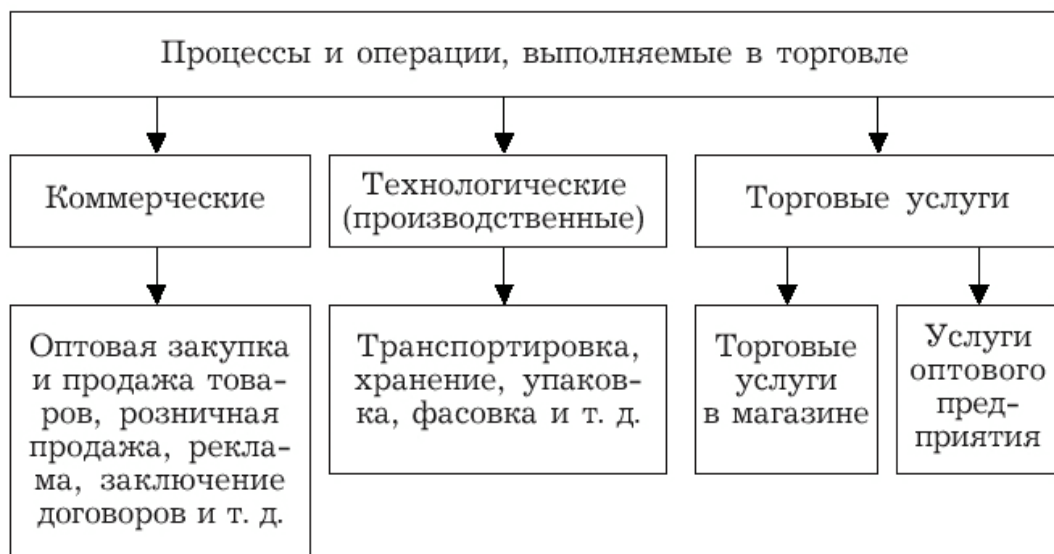 Процессы и операции, выполняемые в торговле
Коммерческие
Технологические
(производственные)
Торговые услуги
Оптовая закупка
и продажа това-
ров, розничная
продажа, рекла-
ма, заключение
договоров и т. д.
Транспортировка,
хранение, упаков-
ка, фасовка и т. д.
Торговые
услуги
в магазине
Услуги
оптового
пред-
приятия